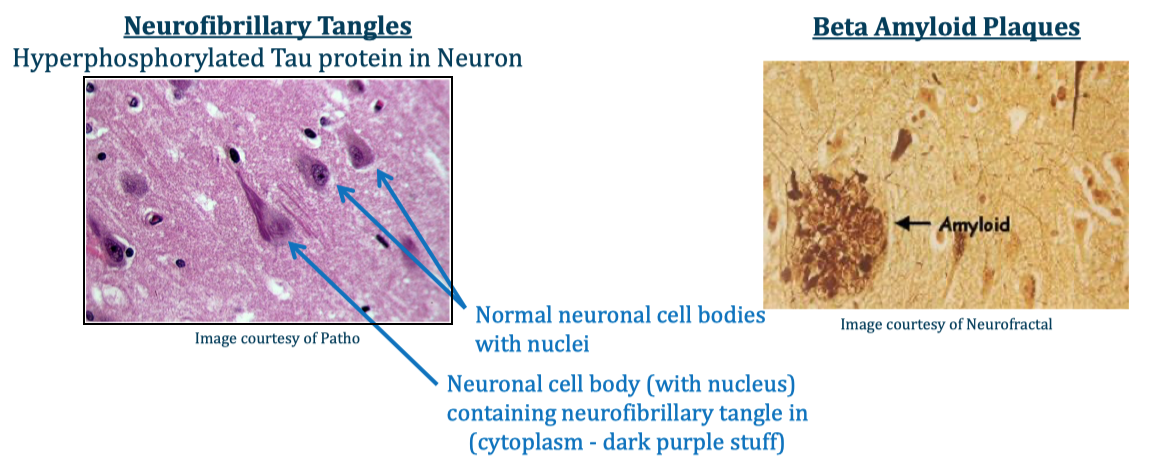 Neurofibrillary Tangles
Hyperphosphorylated Tau protein in Neuron
Image courtesy of Patho
Normal neuronal cell bodies
with nuclei
Neuronal cell body (with nucleus)
containing neurofibrillary tangle in
(cytoplasm - dark purple stuff)
Beta Amyloid Plaques
Amyloid
Image courtesy of Neurofractal